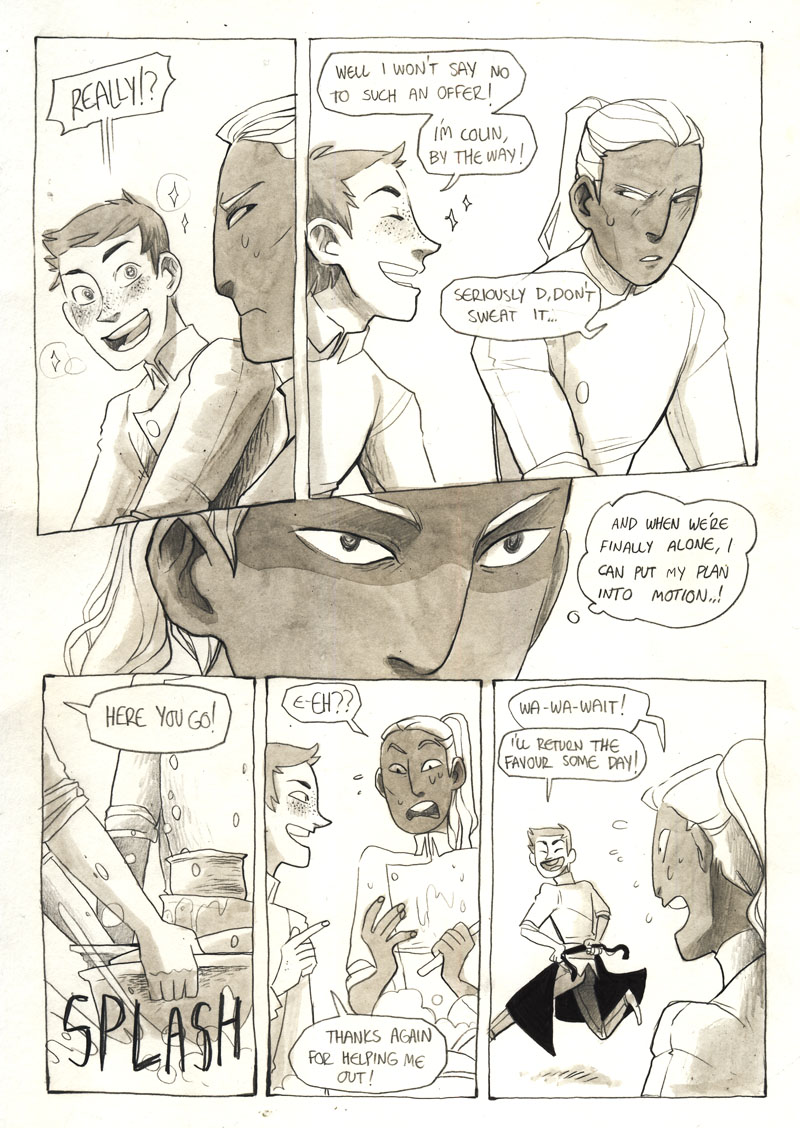 REALLY!?
WELL I WON'T SAY NO
TO SUCH AN OFFER!
I'M COLIN,
BY THE WAY!
SERIOUSLY D, DON'T
SWEAT IT...
AND WHEN WE'RE
FINALLY ALONE, I
CAN PUT MY PLAN
INTO MOTION..!
HERE YOU GO!
SPLASH
E-EH??
THANKS AGAIN
FOR HELPING ME
OUT!
WA-WA-WAIT!
I'LL RETURN THE
FAVOUR SOME DAY!